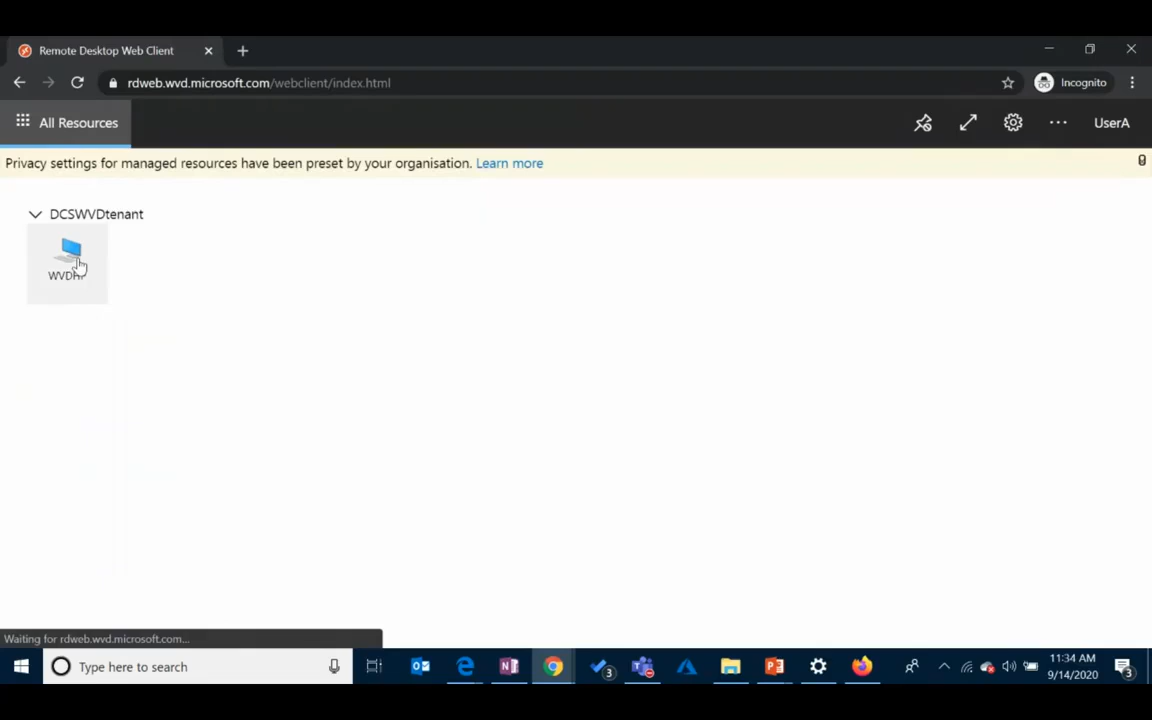 Remote Desktop Web Client
rdweb.wvd.microsoft.com/webclient/index.html
Incognito
All Resources
UserA
Privacy settings for managed resources have been preset by your organisation. Learn more
DCSWVDtenant
Waiting for rdweb.wvd.microsoft.com...
Type here to search
3
11:34 AM
9/14/2020
3